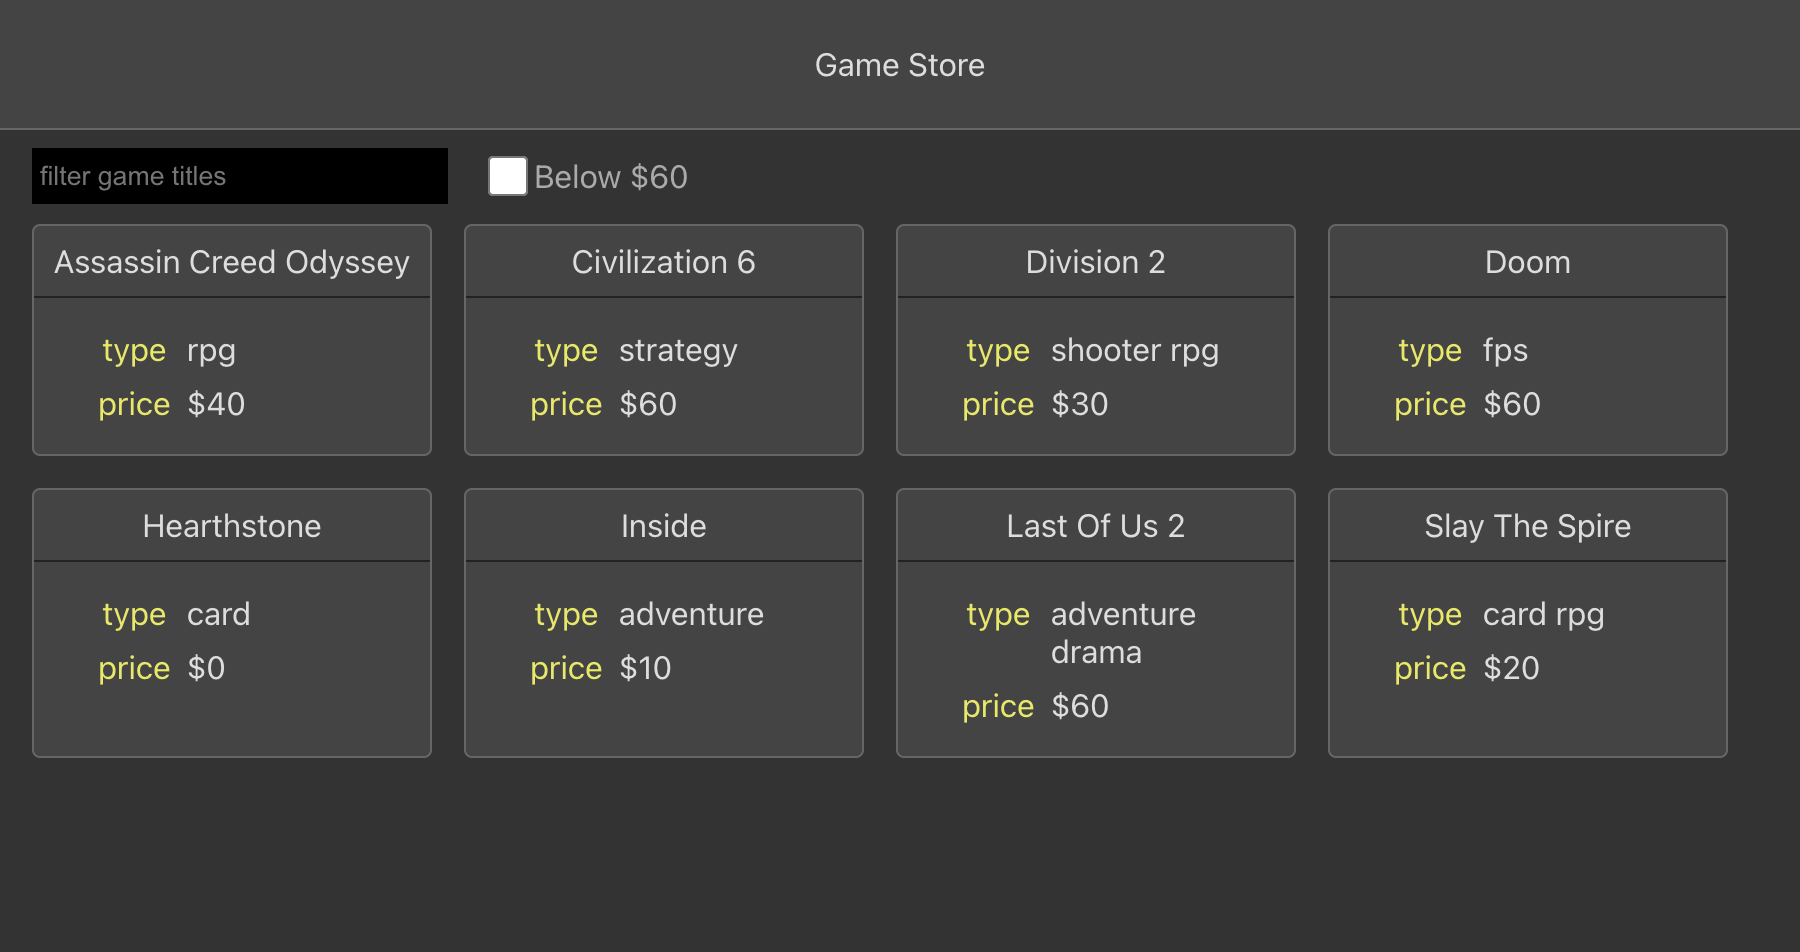 Game Store
filter game titles
Below $60
Assassin Creed Odyssey
type rpg
price $40
Civilization 6
type strategy
price $60
Division 2
type shooter rpg
price $30
Doom
type fps
price $60
Hearthstone
type card
price $0
Inside
type adventure
price $10
Last Of Us 2
type adventure
drama
price $60
Slay The Spire
type card rpg
price $20